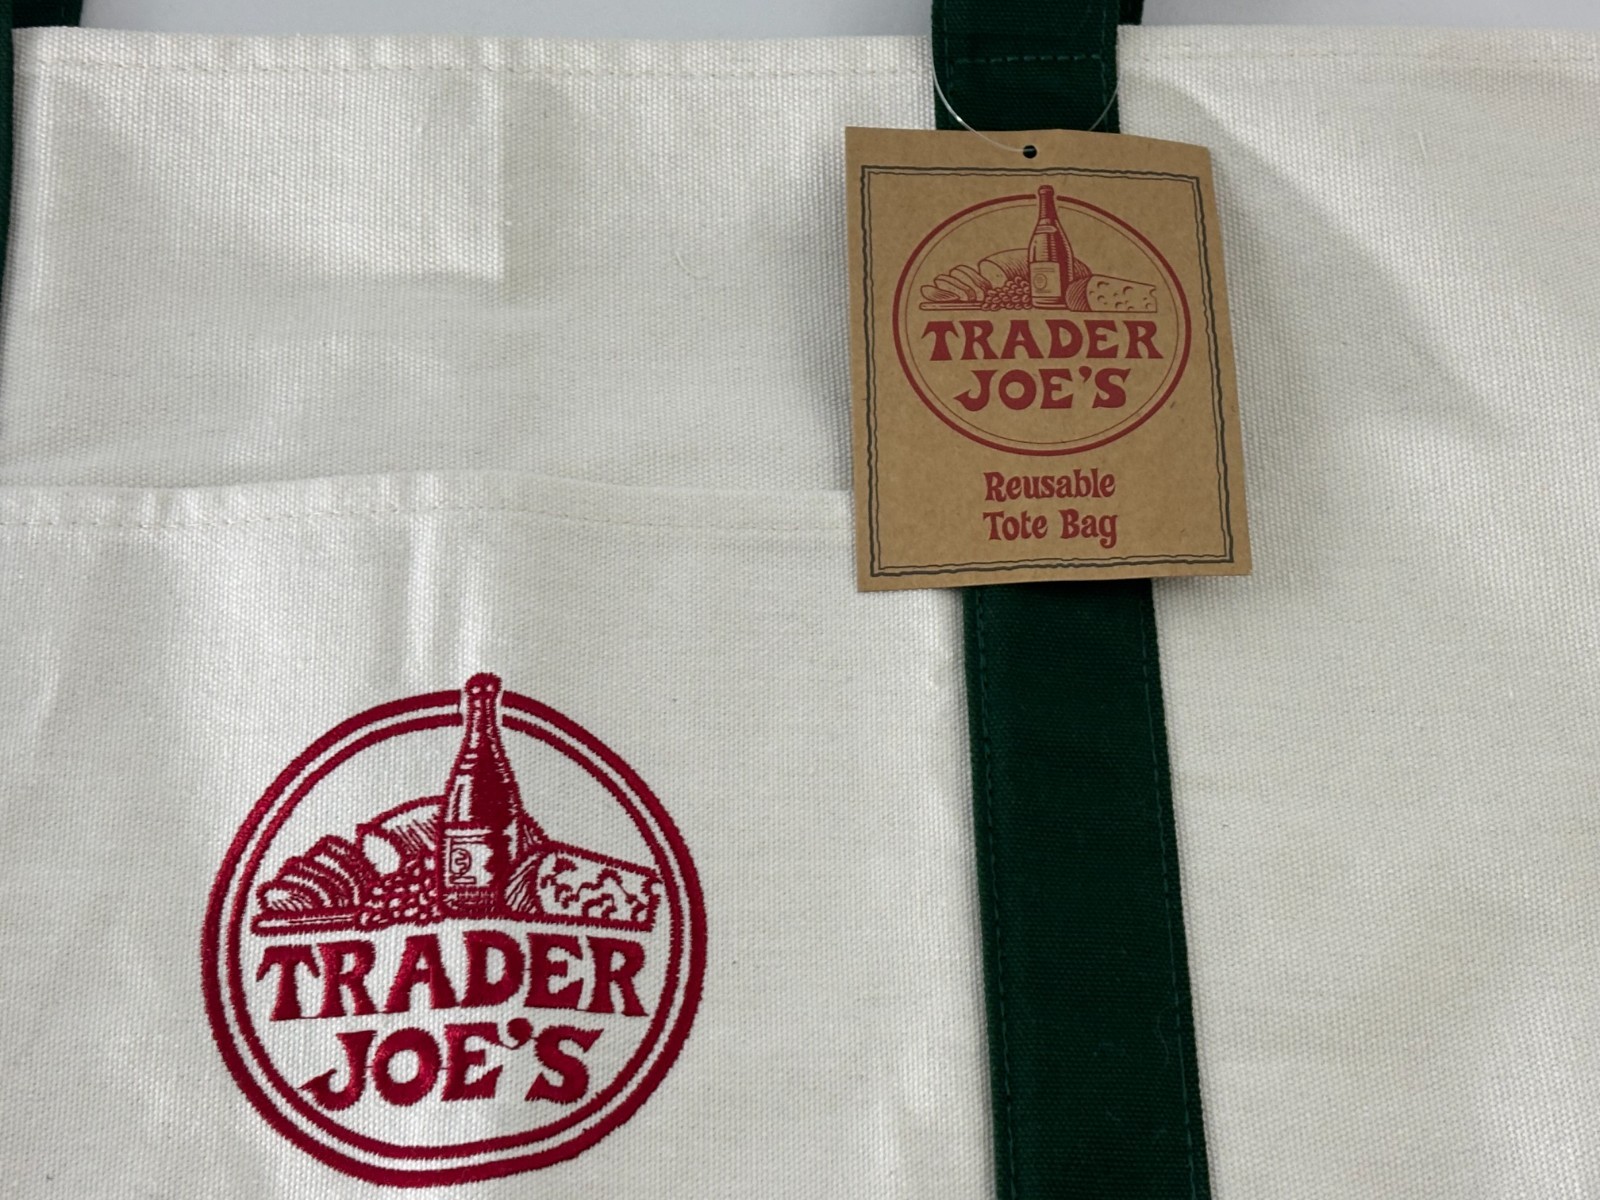 TRADER
JOE'S
Reusable
Tote Bag
TRADER
JOE'S